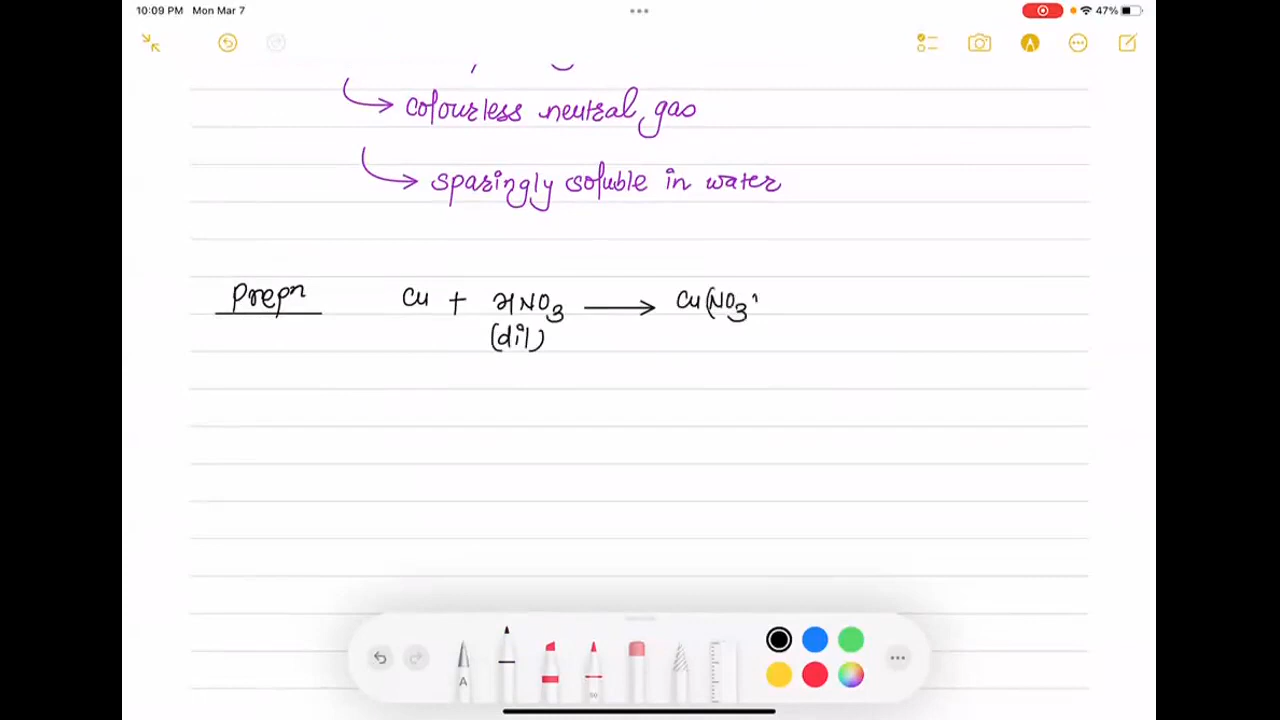 10:09 PM Mon Mar 7 47%
colourless neutral gas
sparingly soluble in water
Prepn Cu + HNO3 → Cu(NO3
(dil)
A